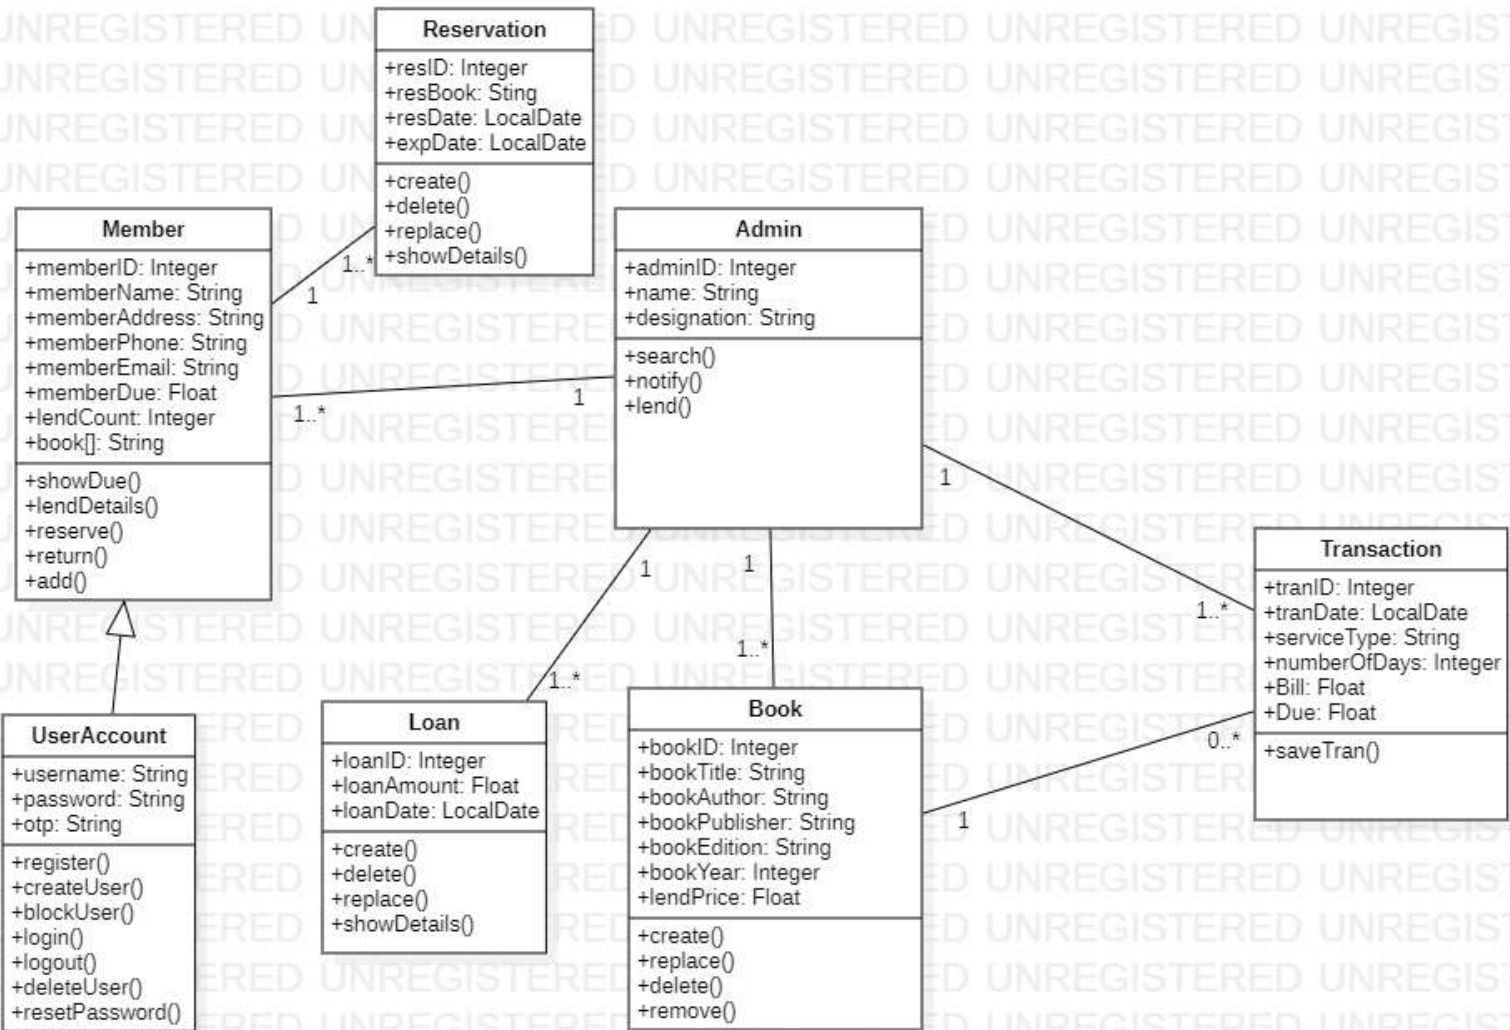 Reservation
+resID: Integer
+resBook: Sting
+resDate: LocalDate
+expDate: LocalDate
+create()
+delete()
+replace()
+showDetails()
Member
+memberID: Integer
+memberName: String
+memberAddress: String
+memberPhone: String
+memberEmail: String
+memberDue: Float
+lendCount: Integer
+book[]: String
+showDue()
+lendDetails()
+reserve()
+return()
+add()
1..*
1
Admin
+adminID: Integer
+name: String
+designation: String
+search()
+notify()
+lend()
1..*
1
1
1..*
1
1..*
1
1..*
Transaction
+tranID: Integer
+tranDate: LocalDate
+serviceType: String
+numberOfDays: Integer
+Bill: Float
+Due: Float
+saveTran()
UserAccount
+username: String
+password: String
+otp: String
+register()
+createUser()
+blockUser()
+login()
+logout()
+deleteUser()
+resetPassword()
Loan
+loanID: Integer
+loanAmount: Float
+loanDate: LocalDate
+create()
+delete()
+replace()
+showDetails()
Book
+bookID: Integer
+bookTitle: String
+bookAuthor: String
+bookPublisher: String
+bookEdition: String
+bookYear: Integer
+lendPrice: Float
+create()
+replace()
+delete()
+remove()
0..*
1
UNREGISTERED UNREGISTERED UNREGISTERED